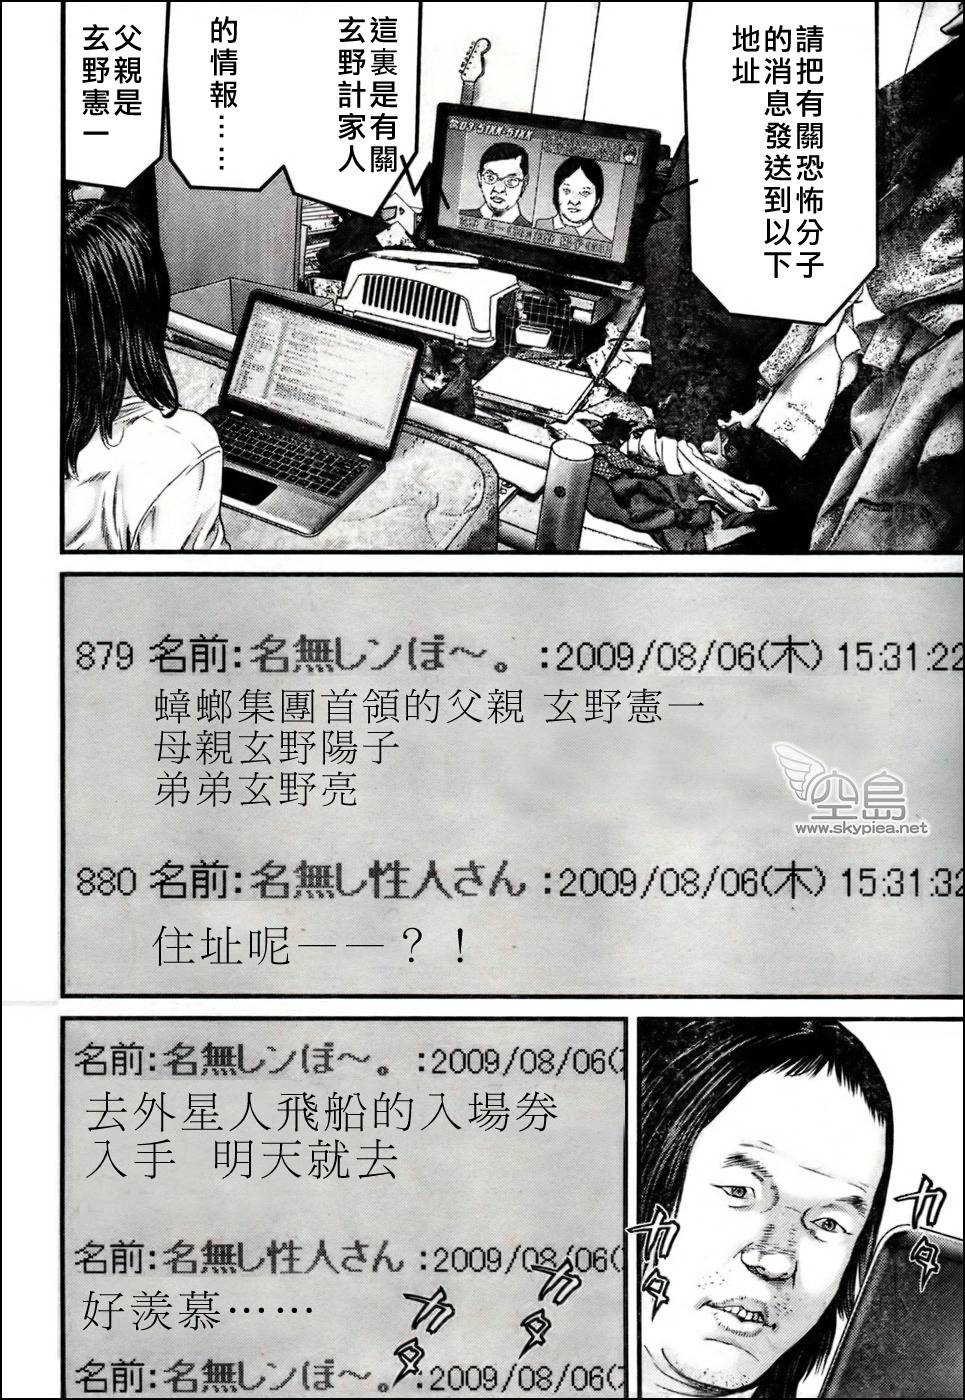 請把有關恐怖分子
的消息發送到以下
地址
這裏是有關
玄野計家人
的情報……
父親是
玄野憲一
879 名前:名無しンぼ～。:2009/08/06(木) 15:31:22
蟑螂集團首領的父親 玄野憲一
母親玄野陽子
弟弟玄野亮
空島
www.skypiea.net
880 名前:名無し性人さん :2009/08/06(木) 15:31:32
住址呢——？！
名前:名無しンぼ～。:2009/08/06(
去外星人飛船的入場券
入手 明天就去
名前:名無し性人さん :2009/08/06(
好羨慕……
名前:名無しンぼ～。:2009/08/06(
カタ
カタ
カタ
カタ